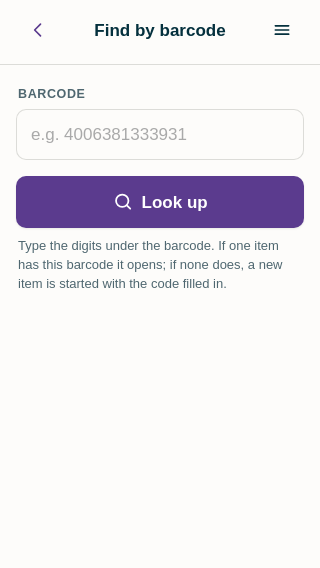 Find by barcode
BARCODE
e.g. 4006381333931
Look up
Type the digits under the barcode. If one item
has this barcode it opens; if none does, a new
item is started with the code filled in.